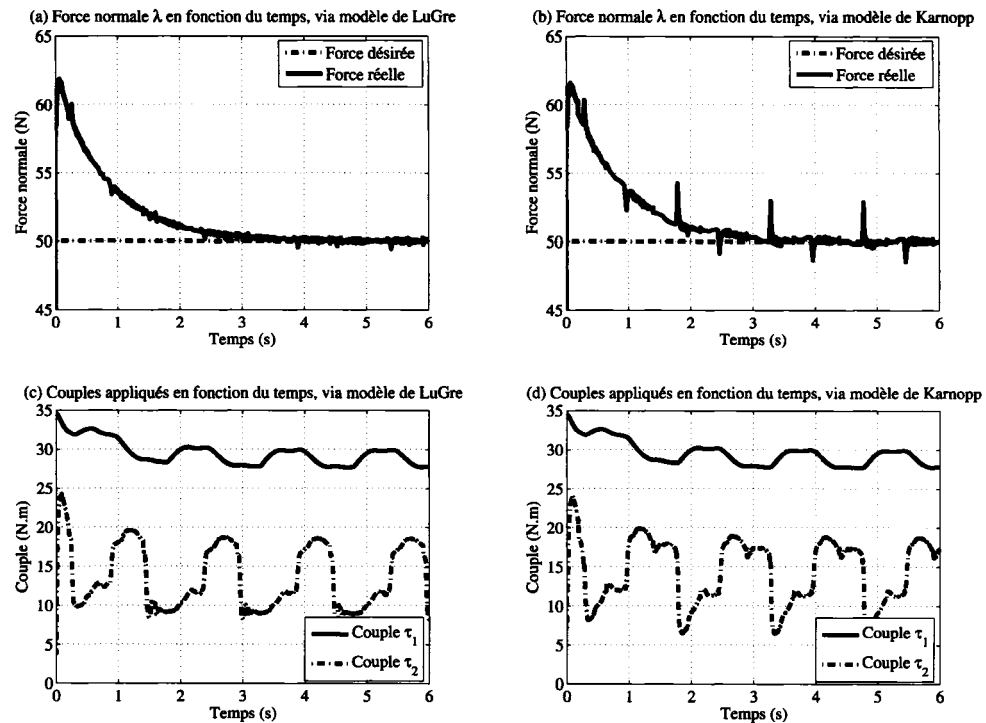 (a) Force normale λ en fonction du temps, via modèle de LuGre
65
60
55
50
45
Force normale (N)
Force désirée
Force réelle
0 1 2 3 4 5 6
Temps (s)
(b) Force normale λ en fonction du temps, via modèle de Karnopp
65
60
55
50
45
Force normale (N)
Force désirée
Force réelle
0 1 2 3 4 5 6
Temps (s)
(c) Couples appliqués en fonction du temps, via modèle de LuGre
35
30
25
20
15
10
5
0
Couple (N.m)
Couple τ₁
Couple τ₂
0 1 2 3 4 5 6
Temps (s)
(d) Couples appliqués en fonction du temps, via modèle de Karnopp
35
30
25
20
15
10
5
0
Couple (N.m)
Couple τ₁
Couple τ₂
0 1 2 3 4 5 6
Temps (s)